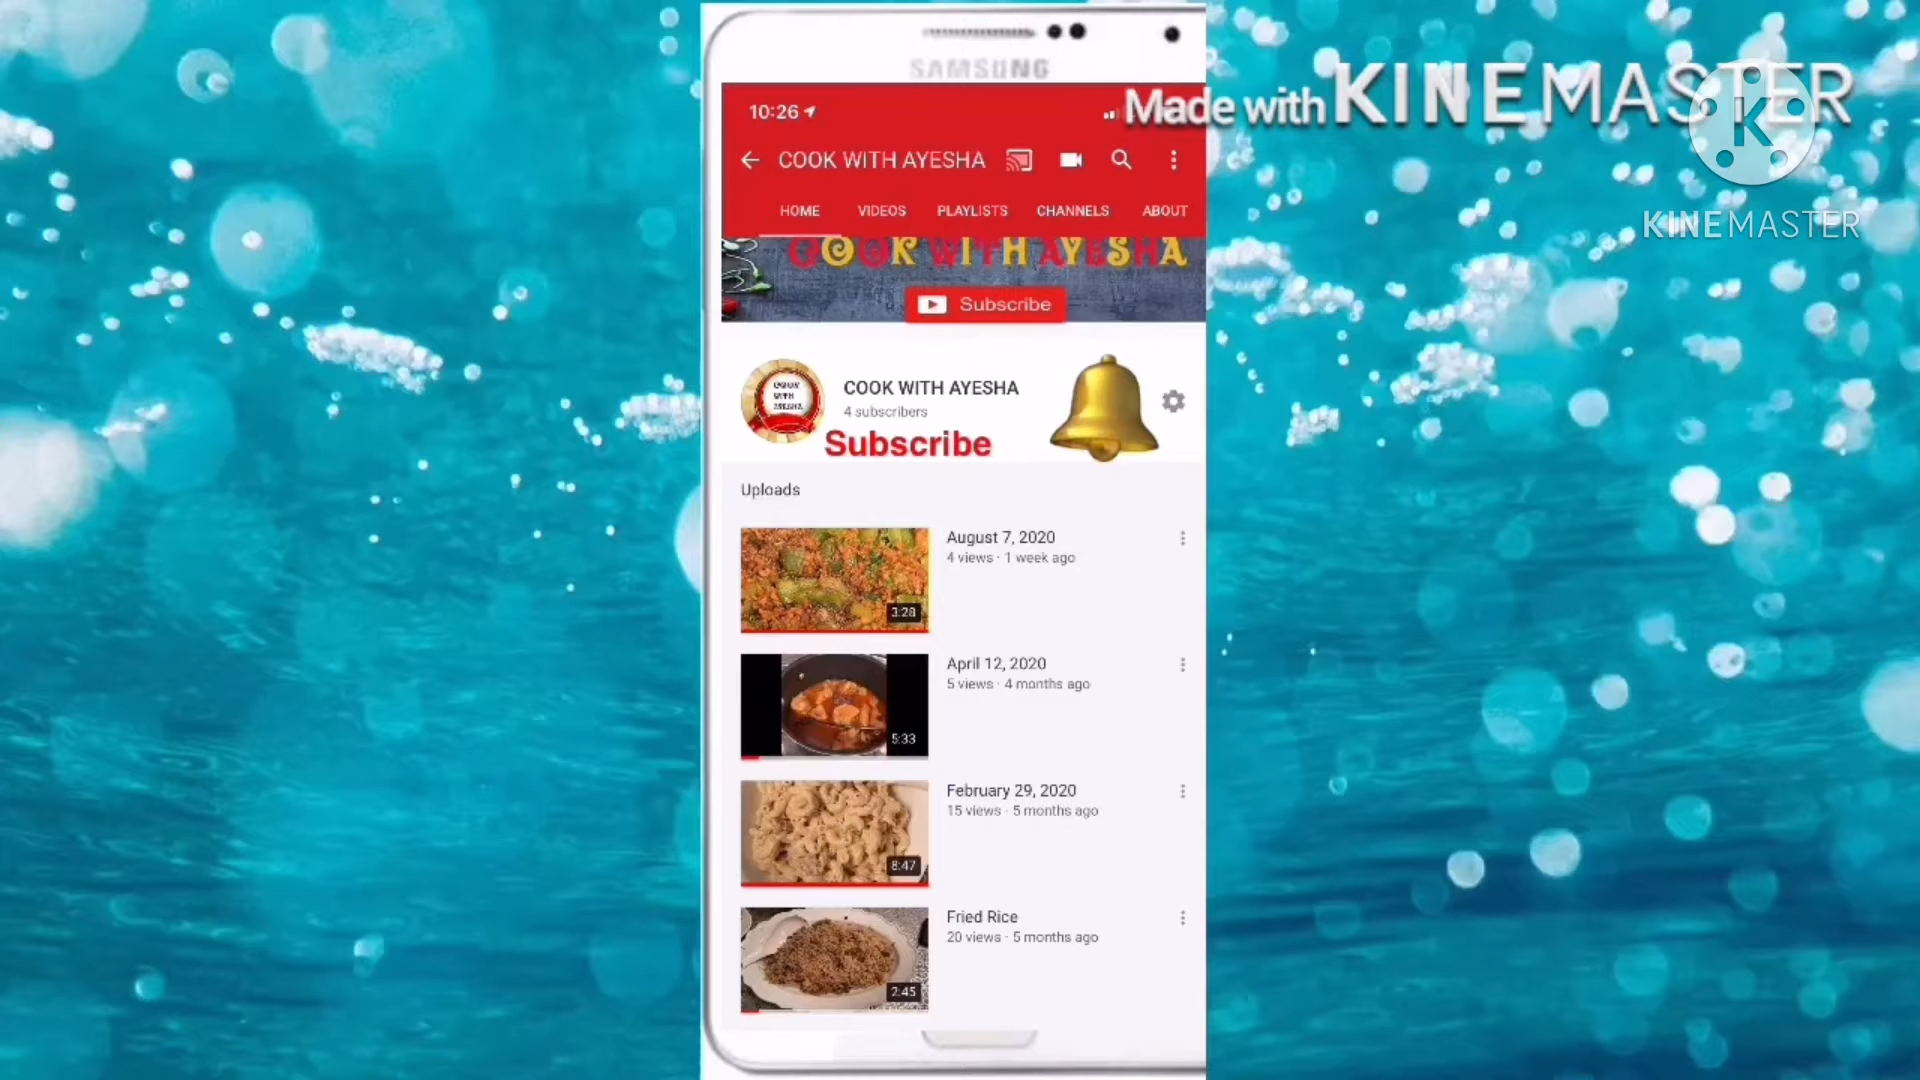 SAMSUNG
10:26
Made with KINEMASTER
K
KINEMASTER
COOK WITH AYESHA
HOME VIDEOS PLAYLISTS CHANNELS ABOUT
COOK WITH AYESHA
Subscribe
COOK
WITH
AYESHA
COOK WITH AYESHA
4 subscribers
Subscribe
Uploads
August 7, 2020
4 views · 1 week ago
3:28
April 12, 2020
5 views · 4 months ago
5:33
February 29, 2020
15 views · 5 months ago
8:47
Fried Rice
20 views · 5 months ago
2:45